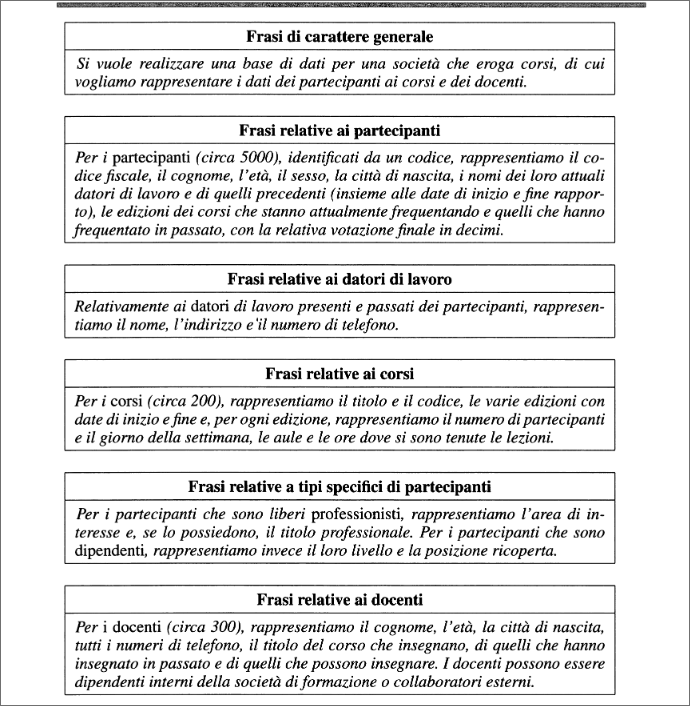 Frasi di carattere generale
Si vuole realizzare una base di dati per una società che eroga corsi, di cui
vogliamo rappresentare i dati dei partecipanti ai corsi e dei docenti.
Frasi relative ai partecipanti
Per i partecipanti (circa 5000), identificati da un codice, rappresentiamo il co-
dice fiscale, il cognome, l'età, il sesso, la città di nascita, i nomi dei loro attuali
datori di lavoro e di quelli precedenti (insieme alle date di inizio e fine rappor-
to), le edizioni dei corsi che stanno attualmente frequentando e quelli che hanno
frequentato in passato, con la relativa votazione finale in decimi.
Frasi relative ai datori di lavoro
Relativamente ai datori di lavoro presenti e passati dei partecipanti, rappresen-
tiamo il nome, l'indirizzo e il numero di telefono.
Frasi relative ai corsi
Per i corsi (circa 200), rappresentiamo il titolo e il codice, le varie edizioni con
date di inizio e fine e, per ogni edizione, rappresentiamo il numero di partecipanti
e il giorno della settimana, le aule e le ore dove si sono tenute le lezioni.
Frasi relative a tipi specifici di partecipanti
Per i partecipanti che sono liberi professionisti, rappresentiamo l'area di in-
teresse e, se lo possiedono, il titolo professionale. Per i partecipanti che sono
dipendenti, rappresentiamo invece il loro livello e la posizione ricoperta.
Frasi relative ai docenti
Per i docenti (circa 300), rappresentiamo il cognome, l'età, la città di nascita,
tutti i numeri di telefono, il titolo del corso che insegnano, di quelli che hanno
insegnato in passato e di quelli che possono insegnare. I docenti possono essere
dipendenti interni della società di formazione o collaboratori esterni.